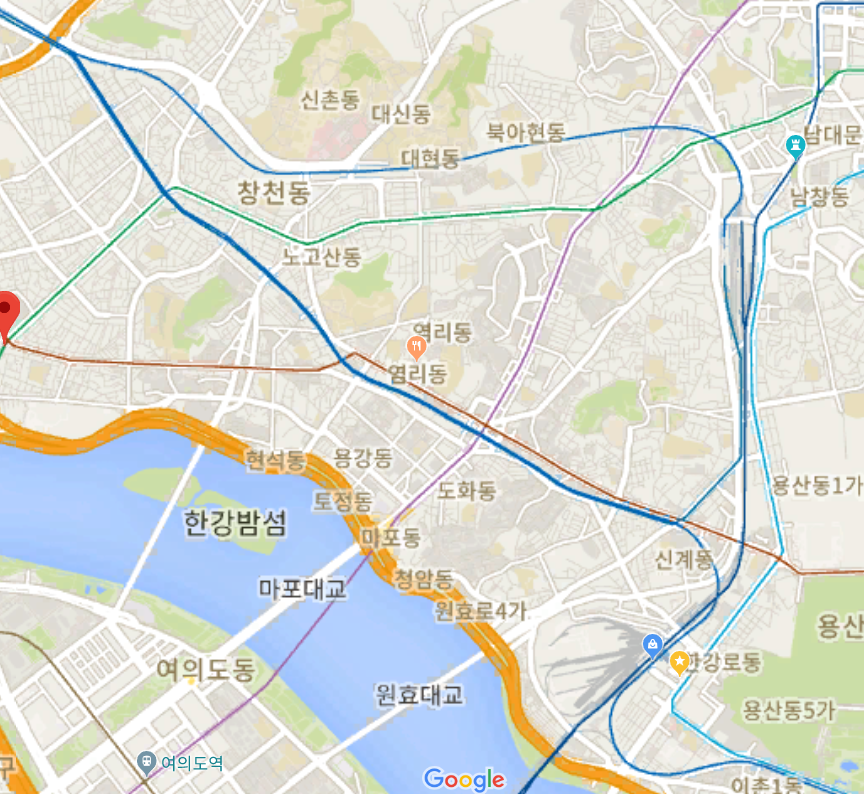 신촌동
대신동
북아현동
남대문
대현동
창천동
남창동
노고산동
염리동
염리동
현석동
용강동
용산동1가
도화동
토정동
한강밤섬
마포동
신계동
청암동
마포대교
원효로4가
용산
여의도동
한강로동
원효대교
용산동5가
여의도역
구
Google
이촌1동